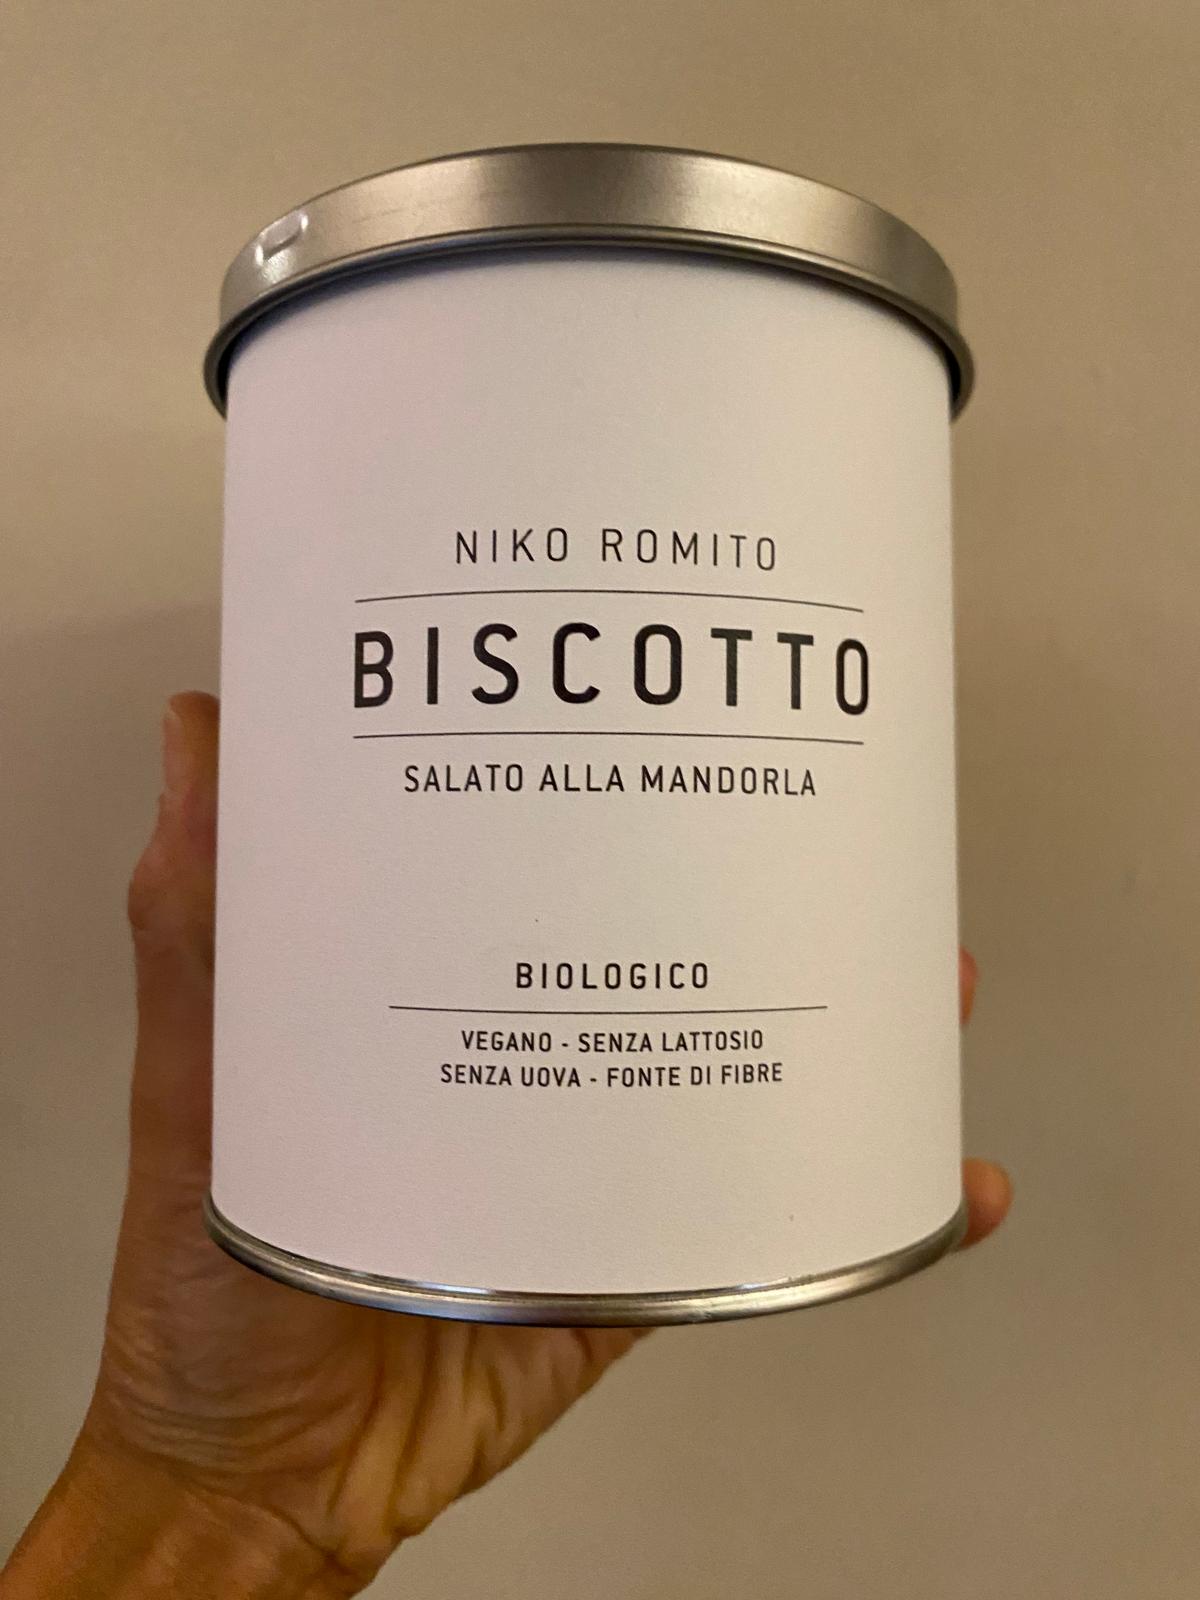 NIKO ROMITO
BISCOTTO
SALATO ALLA MANDORLA
BIOLOGICO
VEGANO - SENZA LATTOSIO
SENZA UOVA - FONTE DI FIBRE